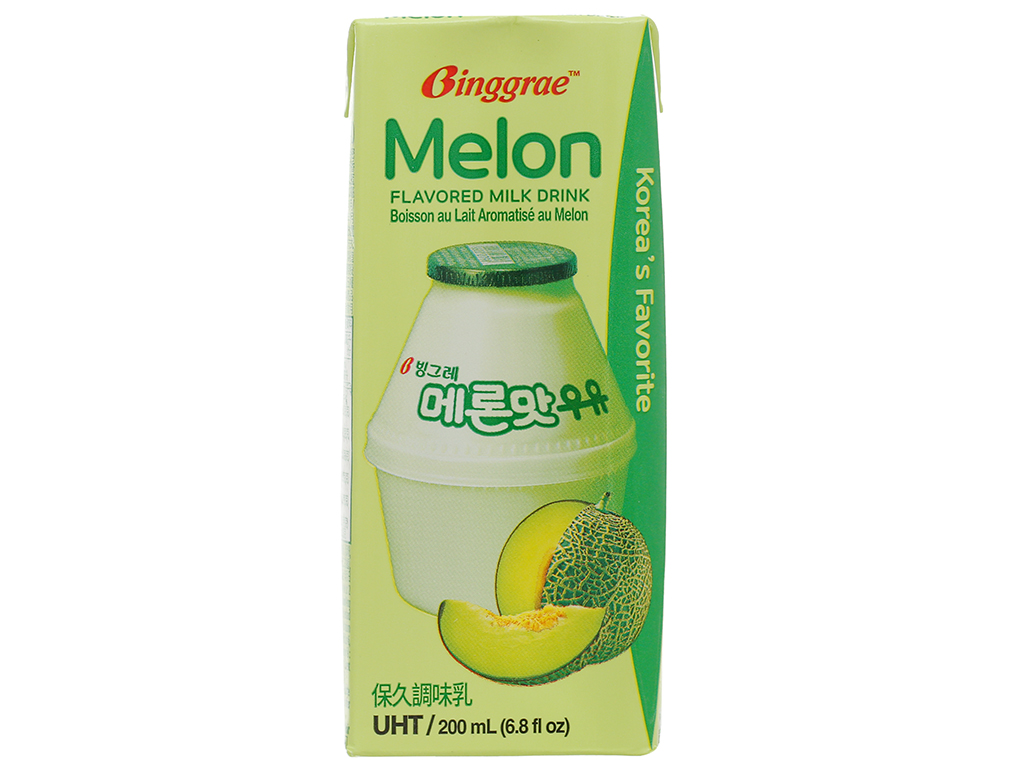 Binggrae™
Melon
FLAVORED MILK DRINK
Boisson au Lait Aromatisé au Melon
Korea's Favorite
빙그레
메론맛우유
保久調味乳
UHT / 200 mL (6.8 fl oz)